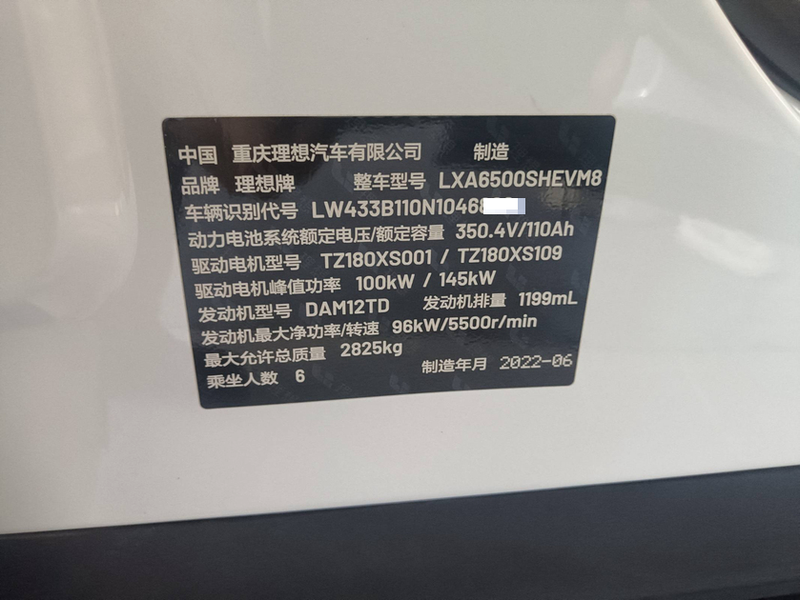 中国 重庆理想汽车有限公司 制造
品牌 理想牌 整车型号 LXA6500SHEVM8
车辆识别代号 LW433B110N1046
动力电池系统额定电压/额定容量 350.4V/110Ah
驱动电机型号 TZ180XS001 / TZ180XS109
驱动电机峰值功率 100kW / 145kW
发动机型号 DAM12TD 发动机排量 1199mL
发动机最大净功率/转速 96kW/5500r/min
最大允许总质量 2825kg
乘坐人数 6 制造年月 2022-06